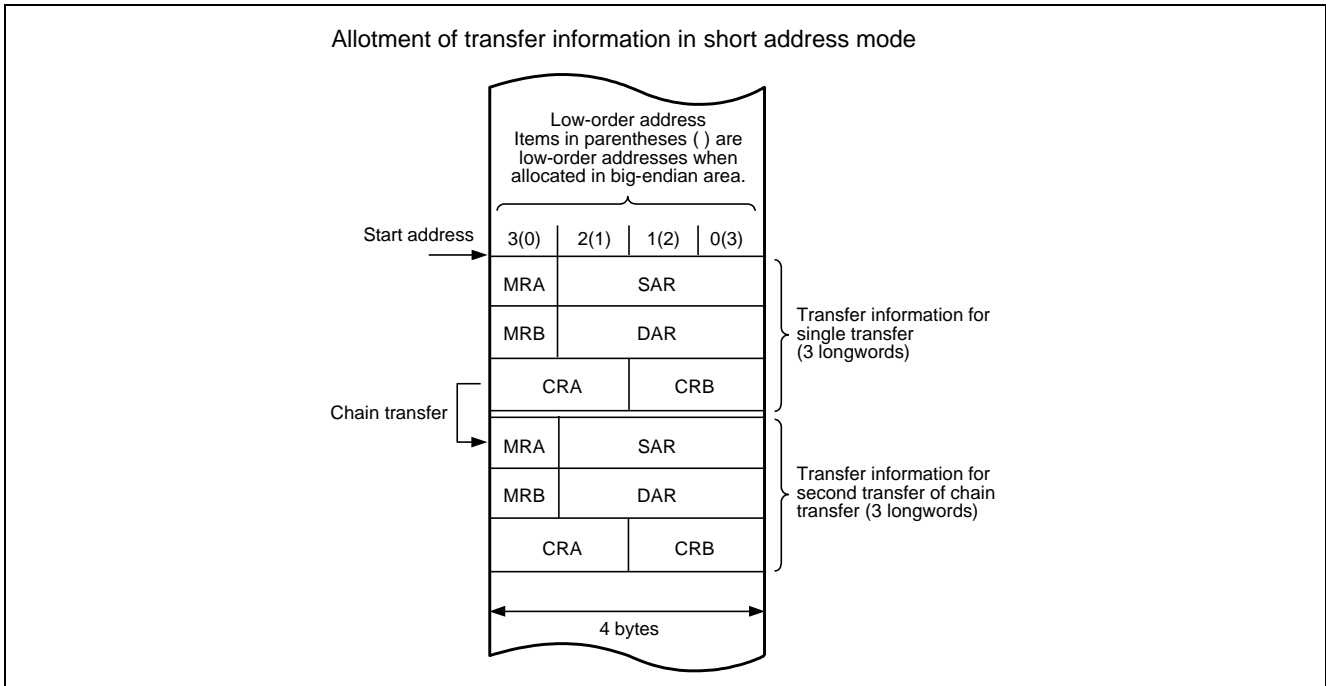 Allotment of transfer information in short address mode
Low-order address
Items in parentheses ( ) are
low-order addresses when
allocated in big-endian area.
Start address
3(0) 2(1) 1(2) 0(3)
MRA SAR
MRB DAR
CRA CRB
Transfer information for
single transfer
(3 longwords)
Chain transfer
MRA SAR
MRB DAR
CRA CRB
Transfer information for
second transfer of chain
transfer (3 longwords)
4 bytes